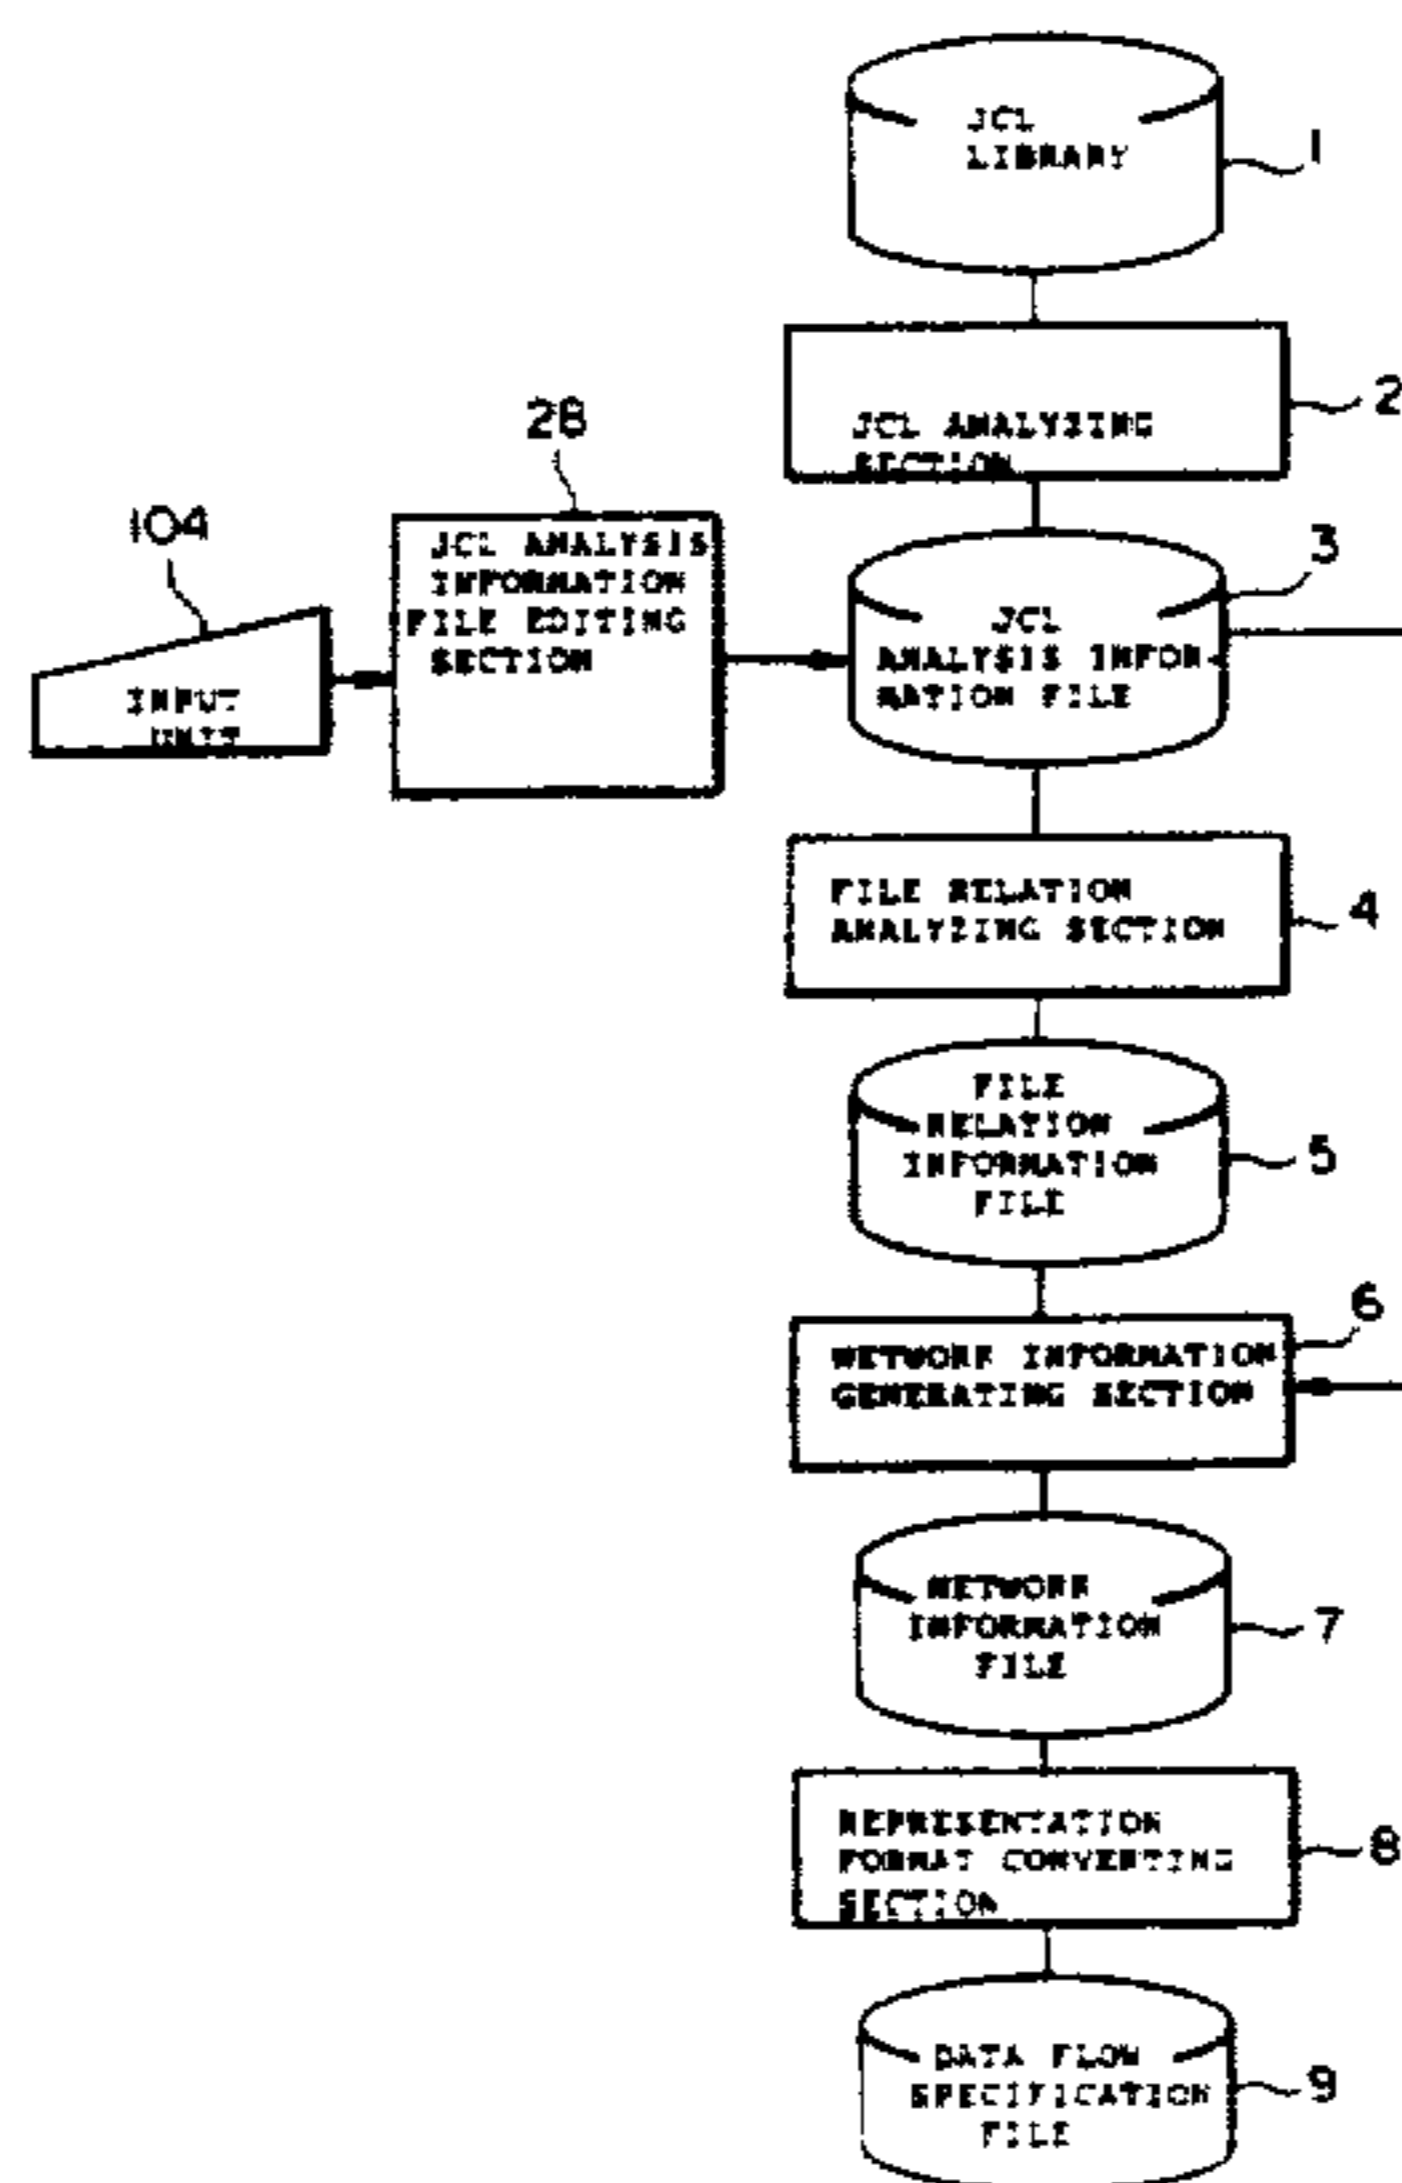 JCL
LIBRARY
1
2
JCL ANALYZING
SECTION
28
104
JCL ANALYSIS
INFORMATION
FILE EDITING
SECTION
INPUT
UNIT
3
JCL
ANALYSIS INFOR-
MATION FILE
FILE RELATION
ANALYZING SECTION
4
FILE
RELATION
INFORMATION
FILE
5
6
NETWORK INFORMATION
GENERATING SECTION
NETWORK
INFORMATION
FILE
7
REPRESENTATION
FORMAT CONVERTING
SECTION
8
DATA FLOW
SPECIFICATION
FILE
9